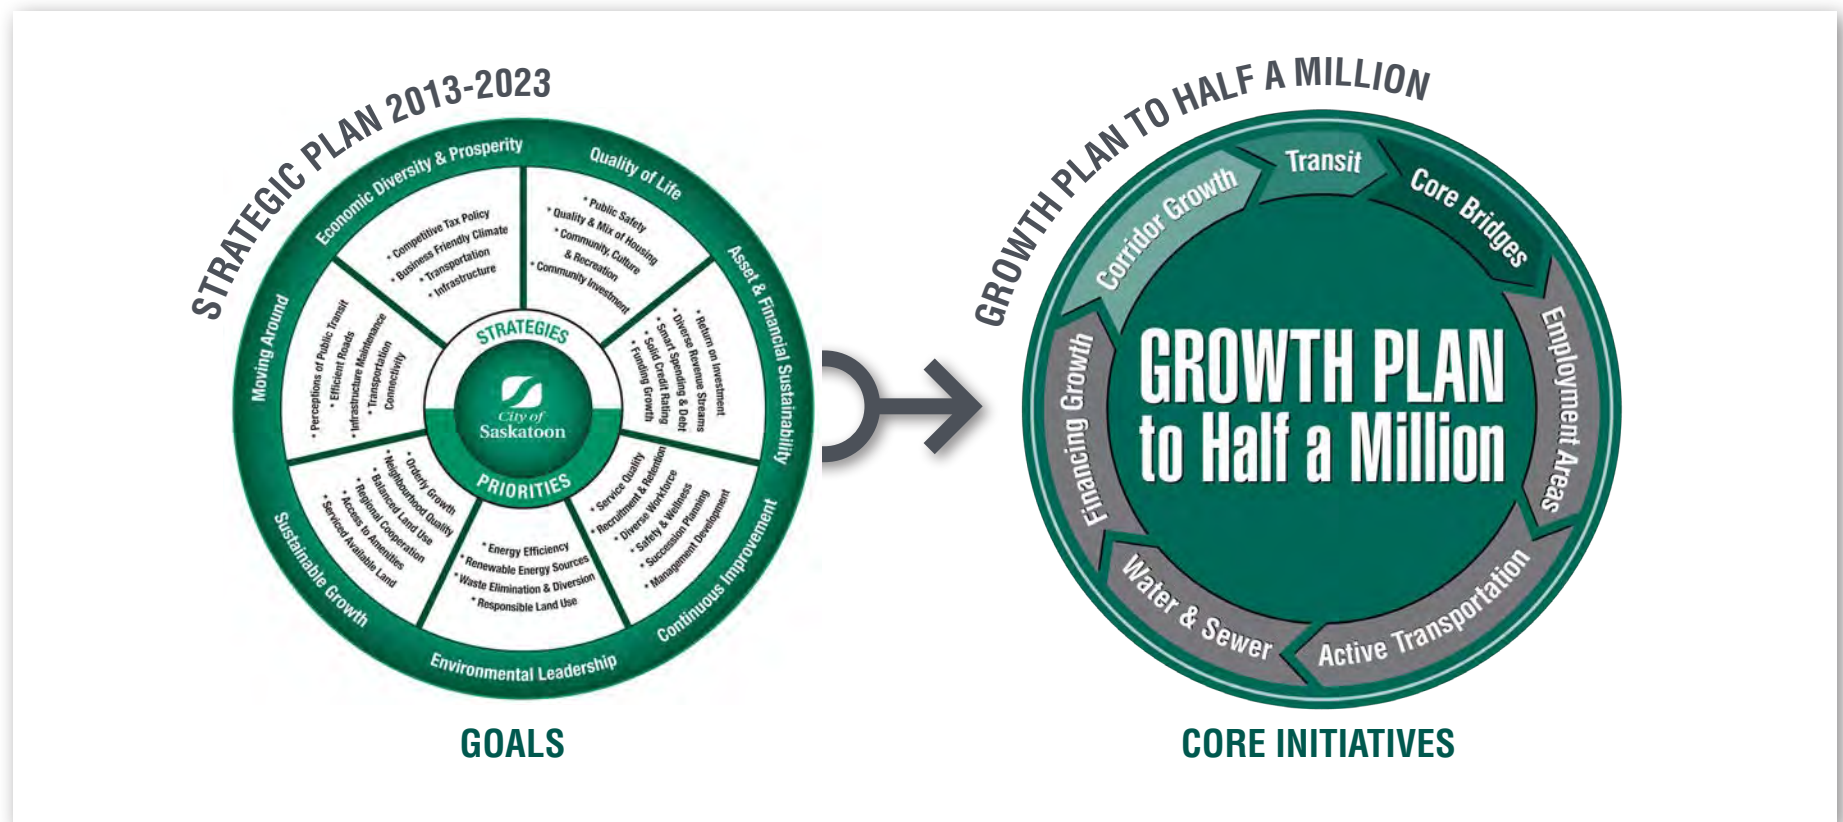 STRATEGIC PLAN 2013-2023
Economic Diversity & Prosperity
* Competitive Tax Policy
* Business Friendly Climate
* Transportation
* Infrastructure
Quality of Life
* Public Safety
* Quality & Mix of Housing
* Community, Culture
& Recreation
* Community Investment
Asset & Financial Sustainability
* Return on Investment
* Diverse Revenue Streams
* Smart Spending & Debt
* Solid Credit Rating
* Funding Growth
Continuous Improvement
* Service Quality
* Recruitment & Retention
* Diverse Workforce
* Safety & Wellness
* Succession Planning
* Management Development
Environmental Leadership
* Energy Efficiency
* Renewable Energy Sources
* Waste Elimination & Diversion
* Responsible Land Use
Sustainable Growth
* Orderly Growth
* Neighbourhood Quality
* Balanced Land Use
* Regional Cooperation
* Access to Amenities
* Serviced Available Land
Moving Around
* Perceptions of Public Transit
* Efficient Roads
* Infrastructure Maintenance
* Transportation
Connectivity
STRATEGIES
City of
Saskatoon
PRIORITIES
GOALS
GROWTH PLAN TO HALF A MILLION
Corridor Growth
Transit
Core Bridges
Employment Areas
Active Transportation
Water & Sewer
Financing Growth
GROWTH PLAN
to Half a Million
CORE INITIATIVES